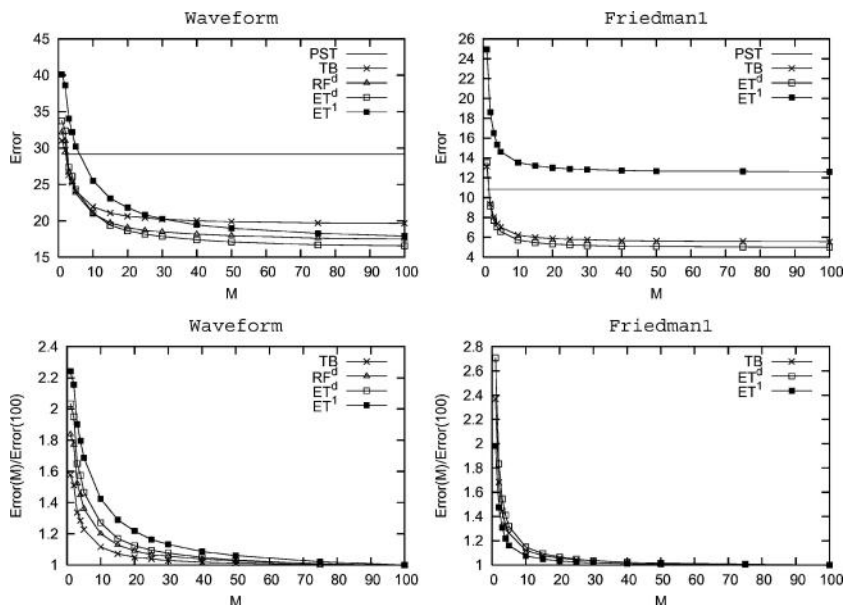 Waveform
Error
45
40
35
30
25
20
15
0 10 20 30 40 50 60 70 80 90 100
M
PST
TB
RF^d
ET^d
ET^1
Friedman1
Error
26
24
22
20
18
16
14
12
10
8
6
4
0 10 20 30 40 50 60 70 80 90 100
M
PST
TB
ET^d
ET^1
Waveform
Error(M)/Error(100)
2.4
2.2
2
1.8
1.6
1.4
1.2
1
0 10 20 30 40 50 60 70 80 90 100
M
TB
RF^d
ET^d
ET^1
Friedman1
Error(M)/Error(100)
2.8
2.6
2.4
2.2
2
1.8
1.6
1.4
1.2
1
0 10 20 30 40 50 60 70 80 90 100
M
TB
ET^d
ET^1